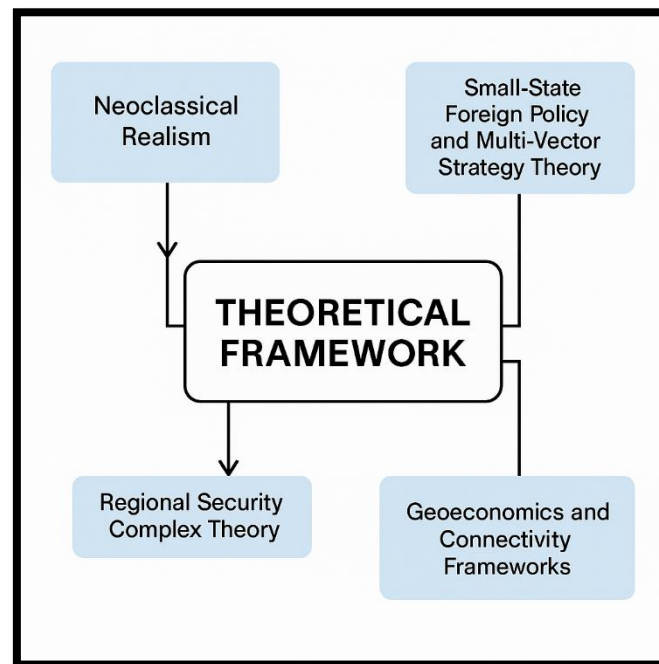 Neoclassical
Realism
Small-State
Foreign Policy
and Multi-Vector
Strategy Theory
THEORETICAL
FRAMEWORK
Regional Security
Complex Theory
Geoeconomics and
Connectivity
Frameworks